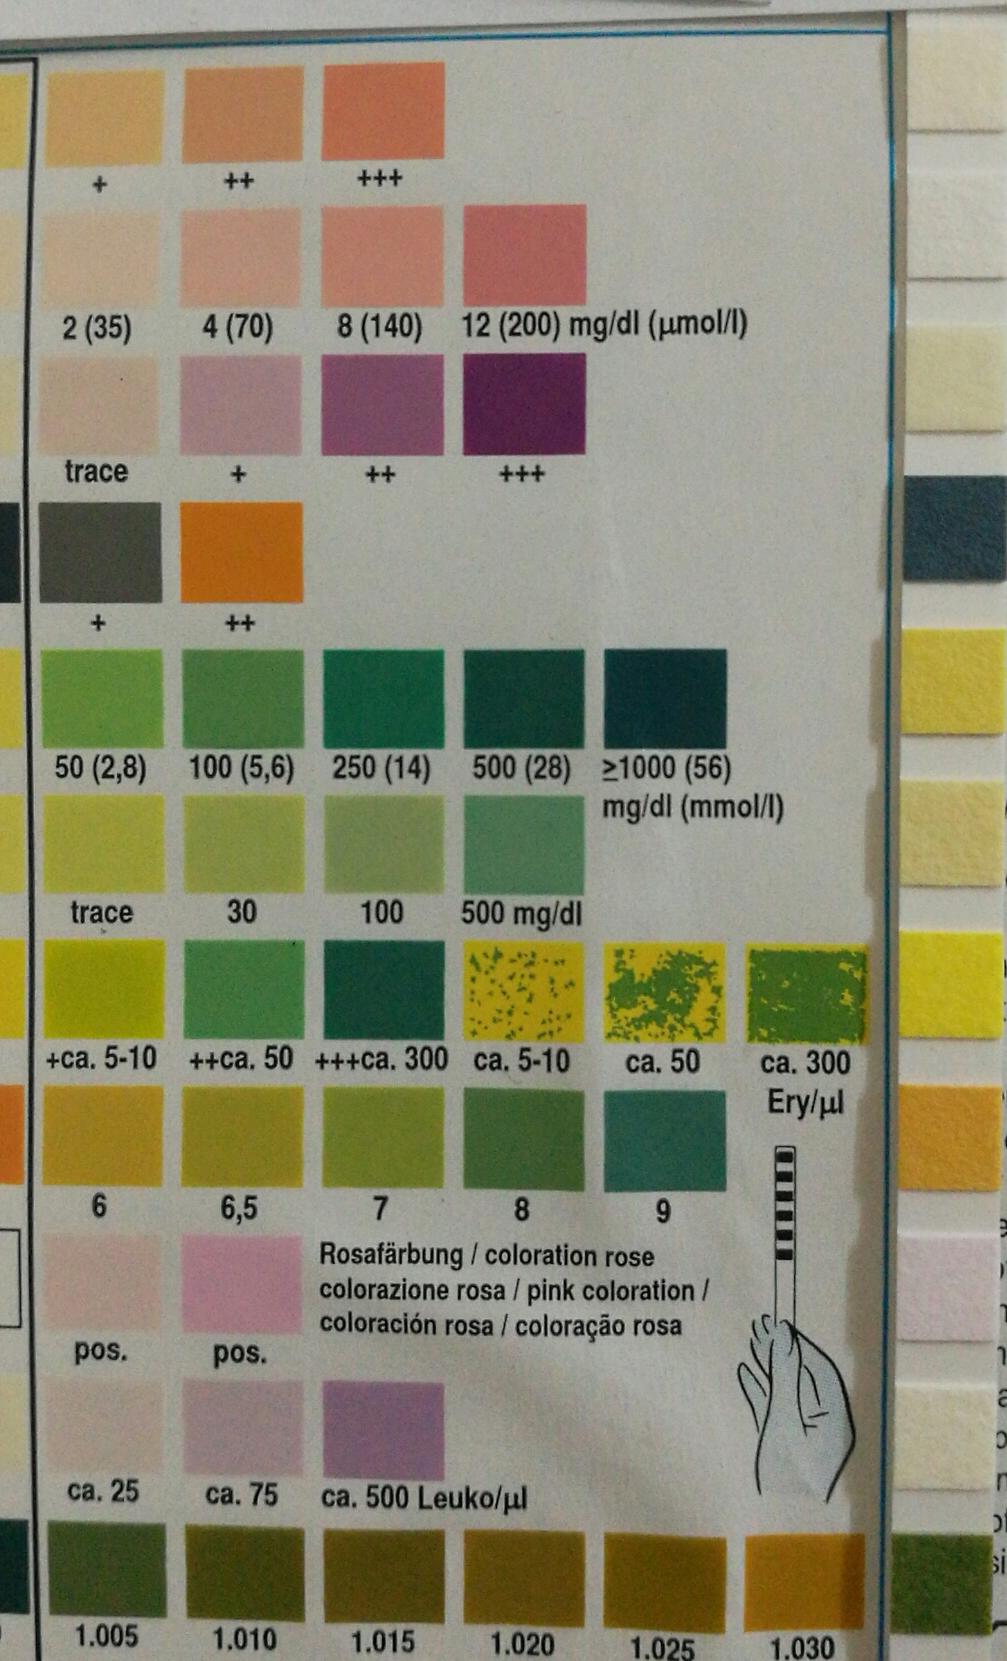 + ++ +++
2 (35) 4 (70) 8 (140) 12 (200) mg/dl (µmol/l)
trace + ++ +++
+ ++
50 (2,8) 100 (5,6) 250 (14) 500 (28) ≥1000 (56)
mg/dl (mmol/l)
trace 30 100 500 mg/dl
+ca. 5-10 ++ca. 50 +++ca. 300 ca. 5-10 ca. 50 ca. 300
Ery/µl
6 6,5 7 8 9
Rosafärbung / coloration rose
colorazione rosa / pink coloration /
coloración rosa / coloração rosa
pos. pos.
ca. 25 ca. 75 ca. 500 Leuko/µl
1.005 1.010 1.015 1.020 1.025 1.030